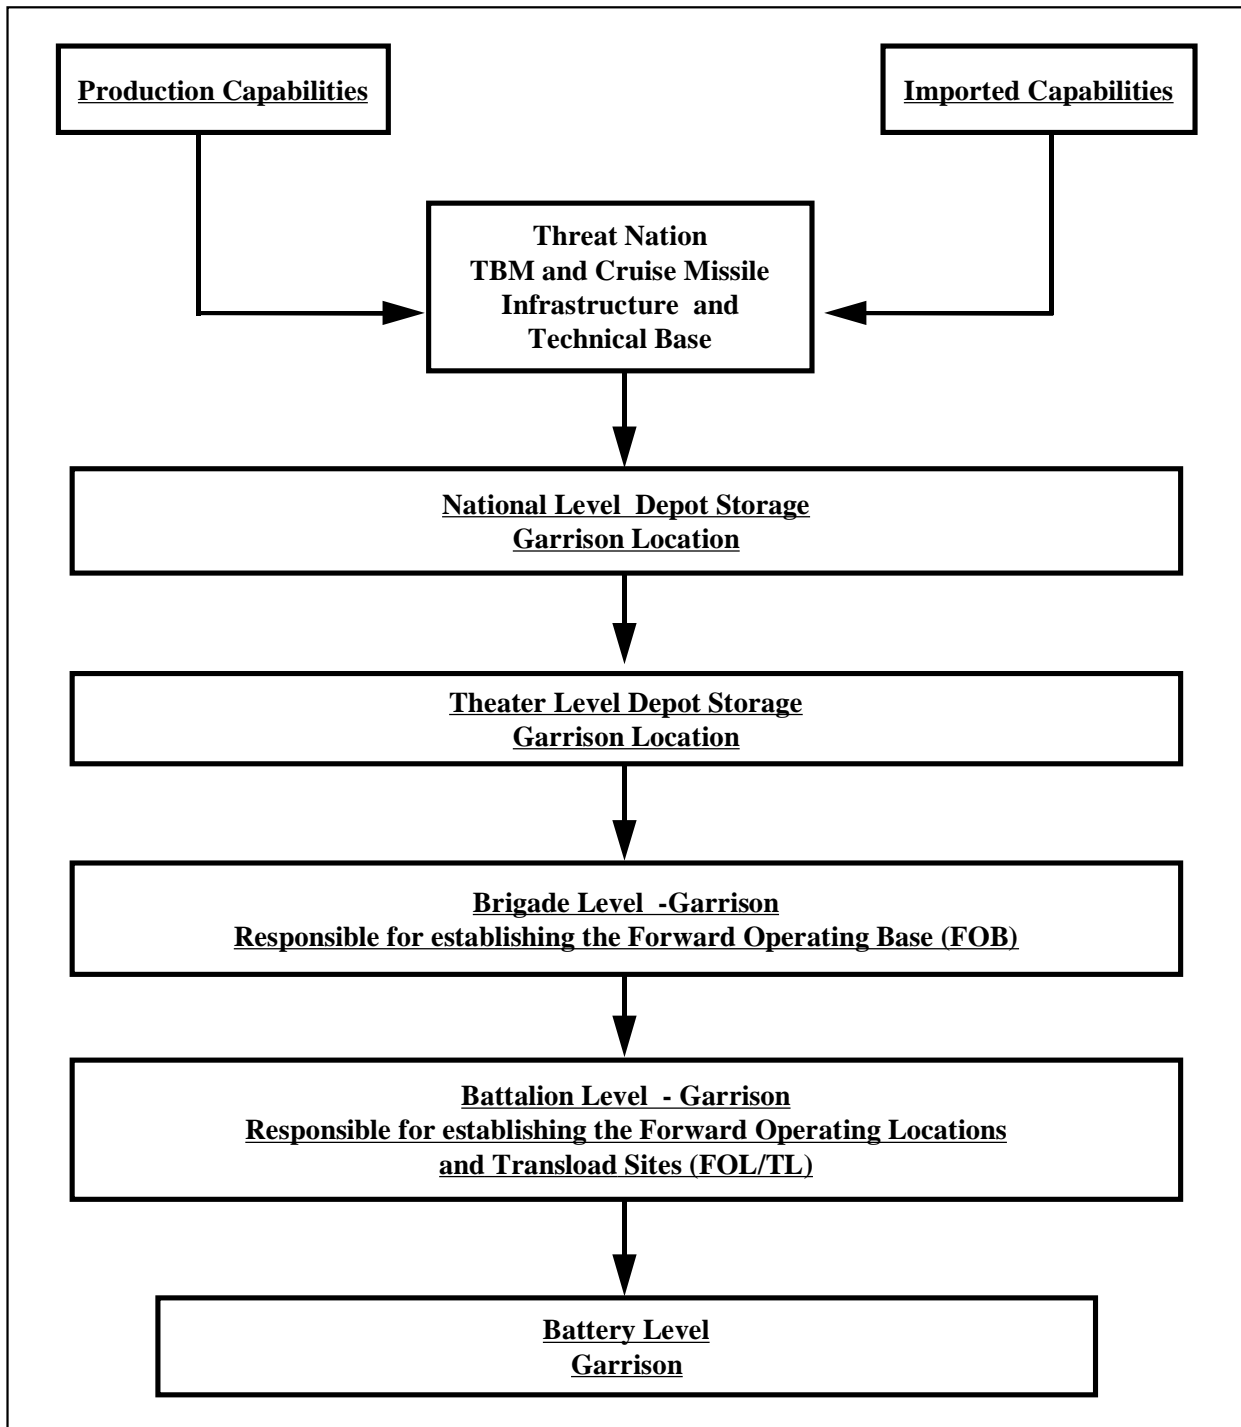 Production Capabilities
Imported Capabilities
Threat Nation
TBM and Cruise Missile
Infrastructure and
Technical Base
National Level Depot Storage
Garrison Location
Theater Level Depot Storage
Garrison Location
Brigade Level -Garrison
Responsible for establishing the Forward Operating Base (FOB)
Battalion Level - Garrison
Responsible for establishing the Forward Operating Locations
and Transload Sites (FOL/TL)
Battery Level
Garrison